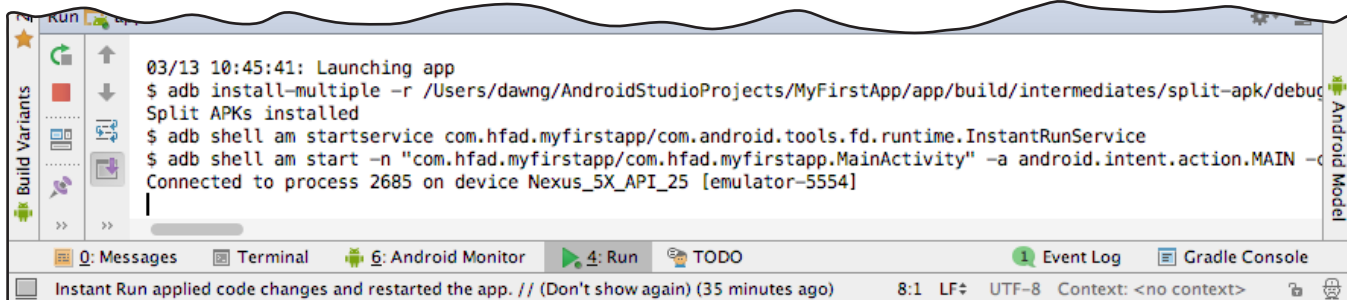 Run
03/13 10:45:41: Launching app
$ adb install-multiple -r /Users/dawng/AndroidStudioProjects/MyFirstApp/app/build/intermediates/split-apk/debug
Split APKs installed
$ adb shell am startservice com.hfad.myfirstapp/com.android.tools.fd.runtime.InstantRunService
$ adb shell am start -n "com.hfad.myfirstapp/com.hfad.myfirstapp.MainActivity" -a android.intent.action.MAIN -c
Connected to process 2685 on device Nexus_5X_API_25 [emulator-5554]
Build Variants
Android Model
>> >>
0: Messages Terminal 6: Android Monitor 4: Run TODO 1 Event Log Gradle Console
Instant Run applied code changes and restarted the app. // (Don't show again) (35 minutes ago) 8:1 LF UTF-8 Context: <no context>